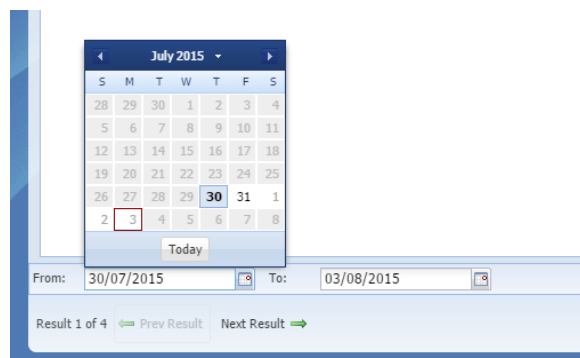 July 2015
S M T W T F S
28 29 30 1 2 3 4
5 6 7 8 9 10 11
12 13 14 15 16 17 18
19 20 21 22 23 24 25
26 27 28 29 30 31 1
2 3 4 5 6 7 8
Today
From: 30/07/2015 To: 03/08/2015
Result 1 of 4 Prev Result Next Result